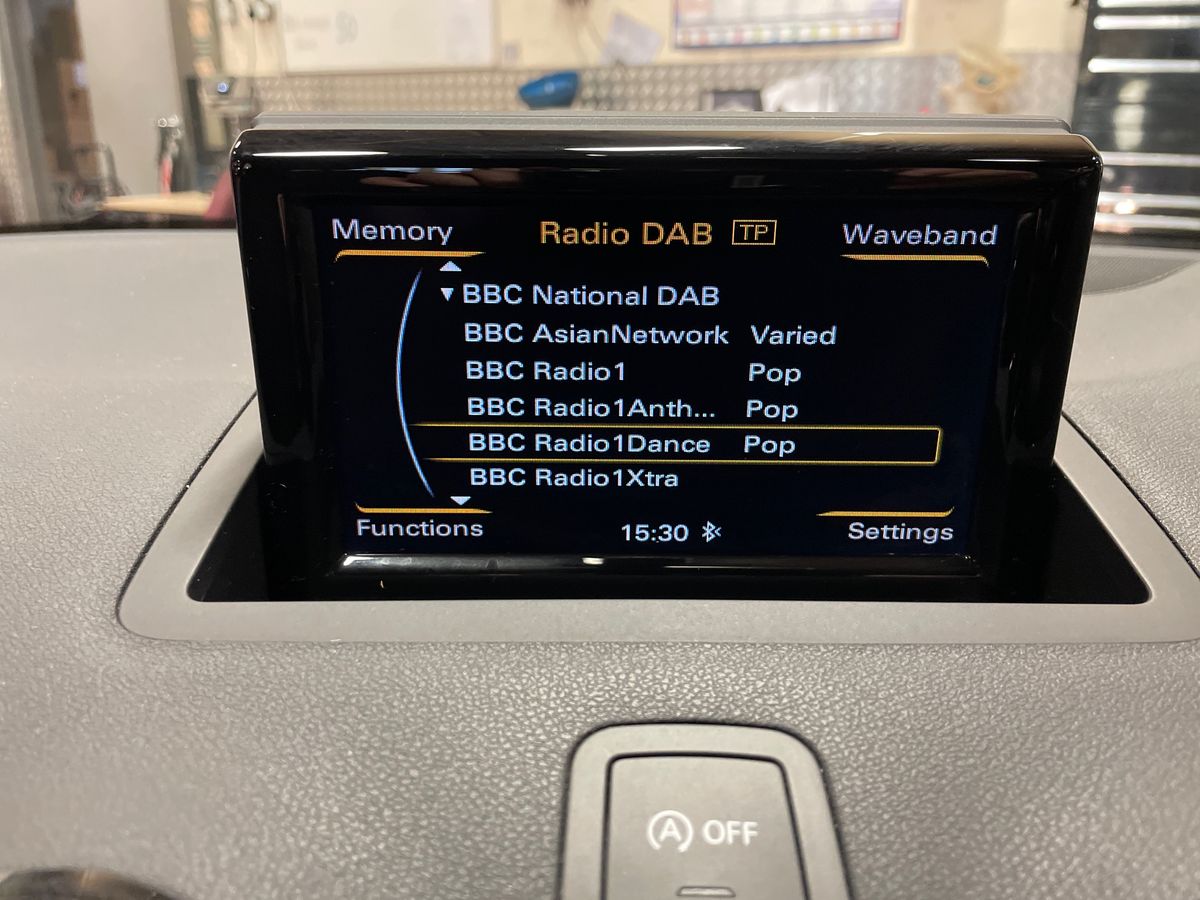 Memory Radio DAB TP Waveband
BBC National DAB
BBC AsianNetwork Varied
BBC Radio1 Pop
BBC Radio1Anth... Pop
BBC Radio1Dance Pop
BBC Radio1Xtra
Functions 15:30 Settings
A OFF